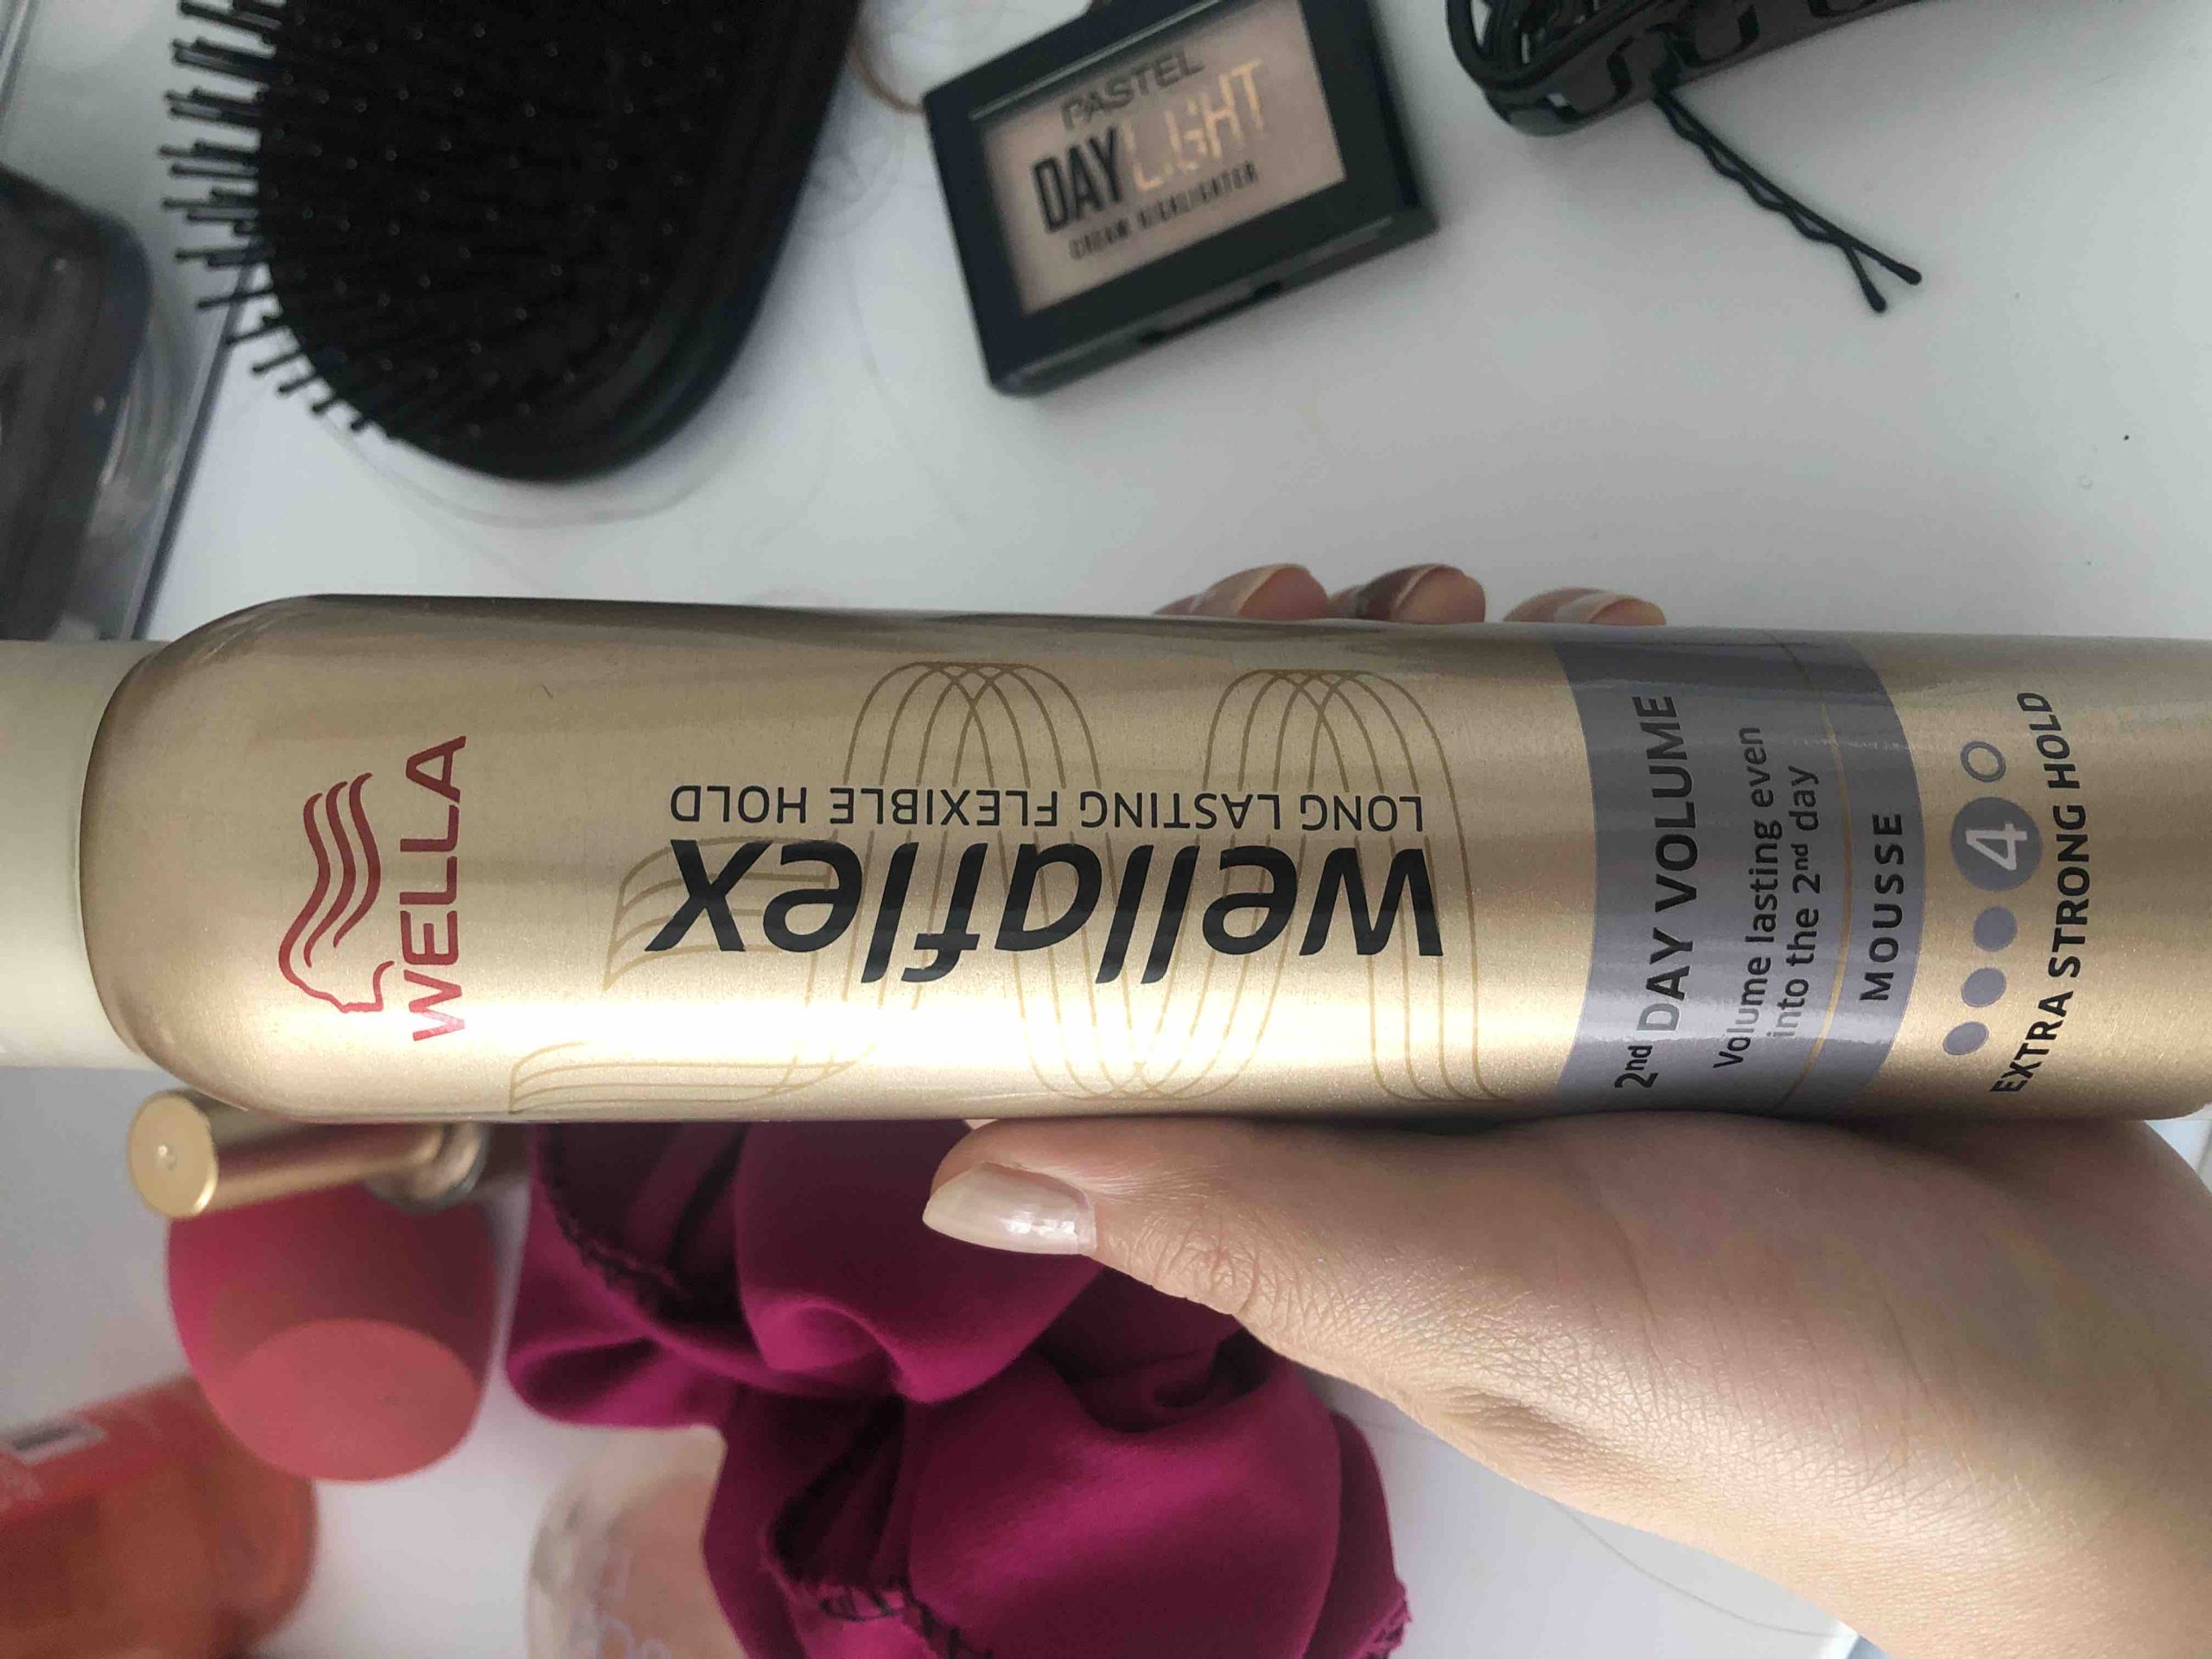 WELLA
wellaflex
LONG LASTING FLEXIBLE HOLD
2nd DAY VOLUME
Volume lasting even
into the 2nd day
MOUSSE
4
EXTRA STRONG HOLD
PASTEL
DAYLIGHT
CREAM HIGHLIGHTER